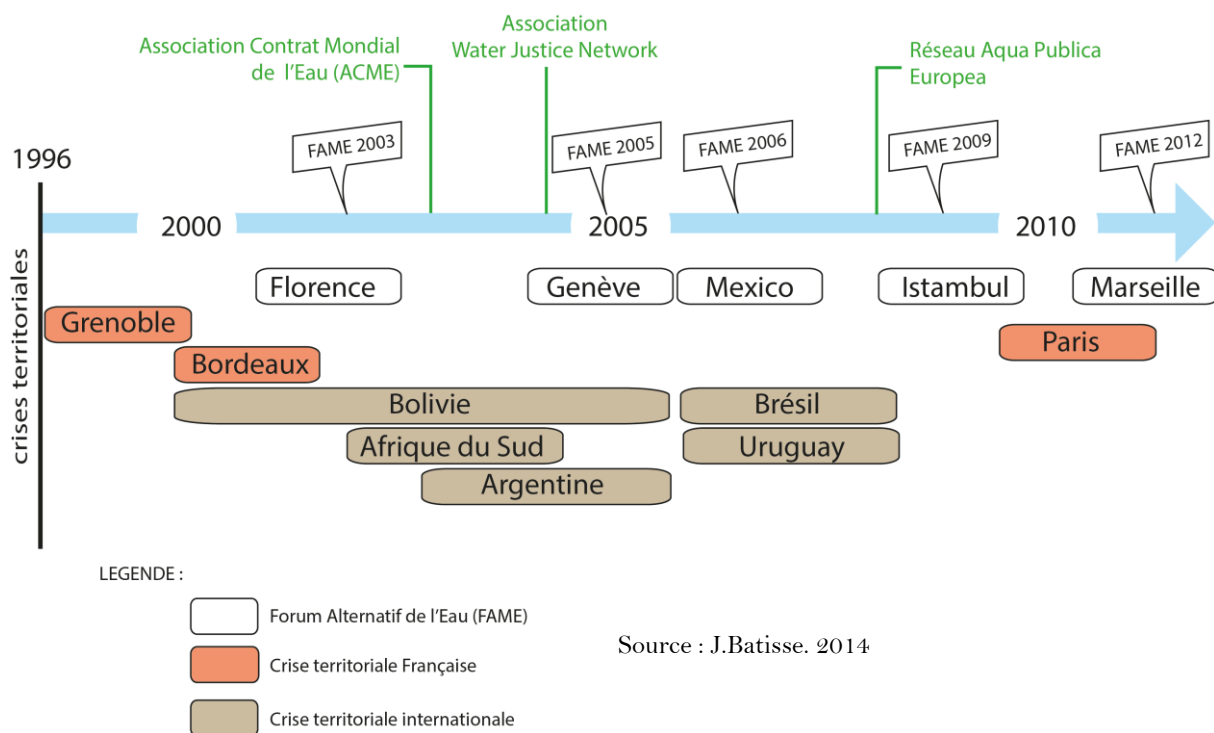 Association Contrat Mondial
de l'Eau (ACME)
Association
Water Justice Network
Réseau Aqua Publica
Europea
1996
FAME 2003
FAME 2005
FAME 2006
FAME 2009
FAME 2012
2000
2005
2010
crises territoriales
Florence
Genève
Mexico
Istambul
Marseille
Grenoble
Paris
Bordeaux
Bolivie
Brésil
Afrique du Sud
Uruguay
Argentine
LEGENDE :
Forum Alternatif de l'Eau (FAME)
Crise territoriale Française
Crise territoriale internationale
Source : J.Batisse. 2014